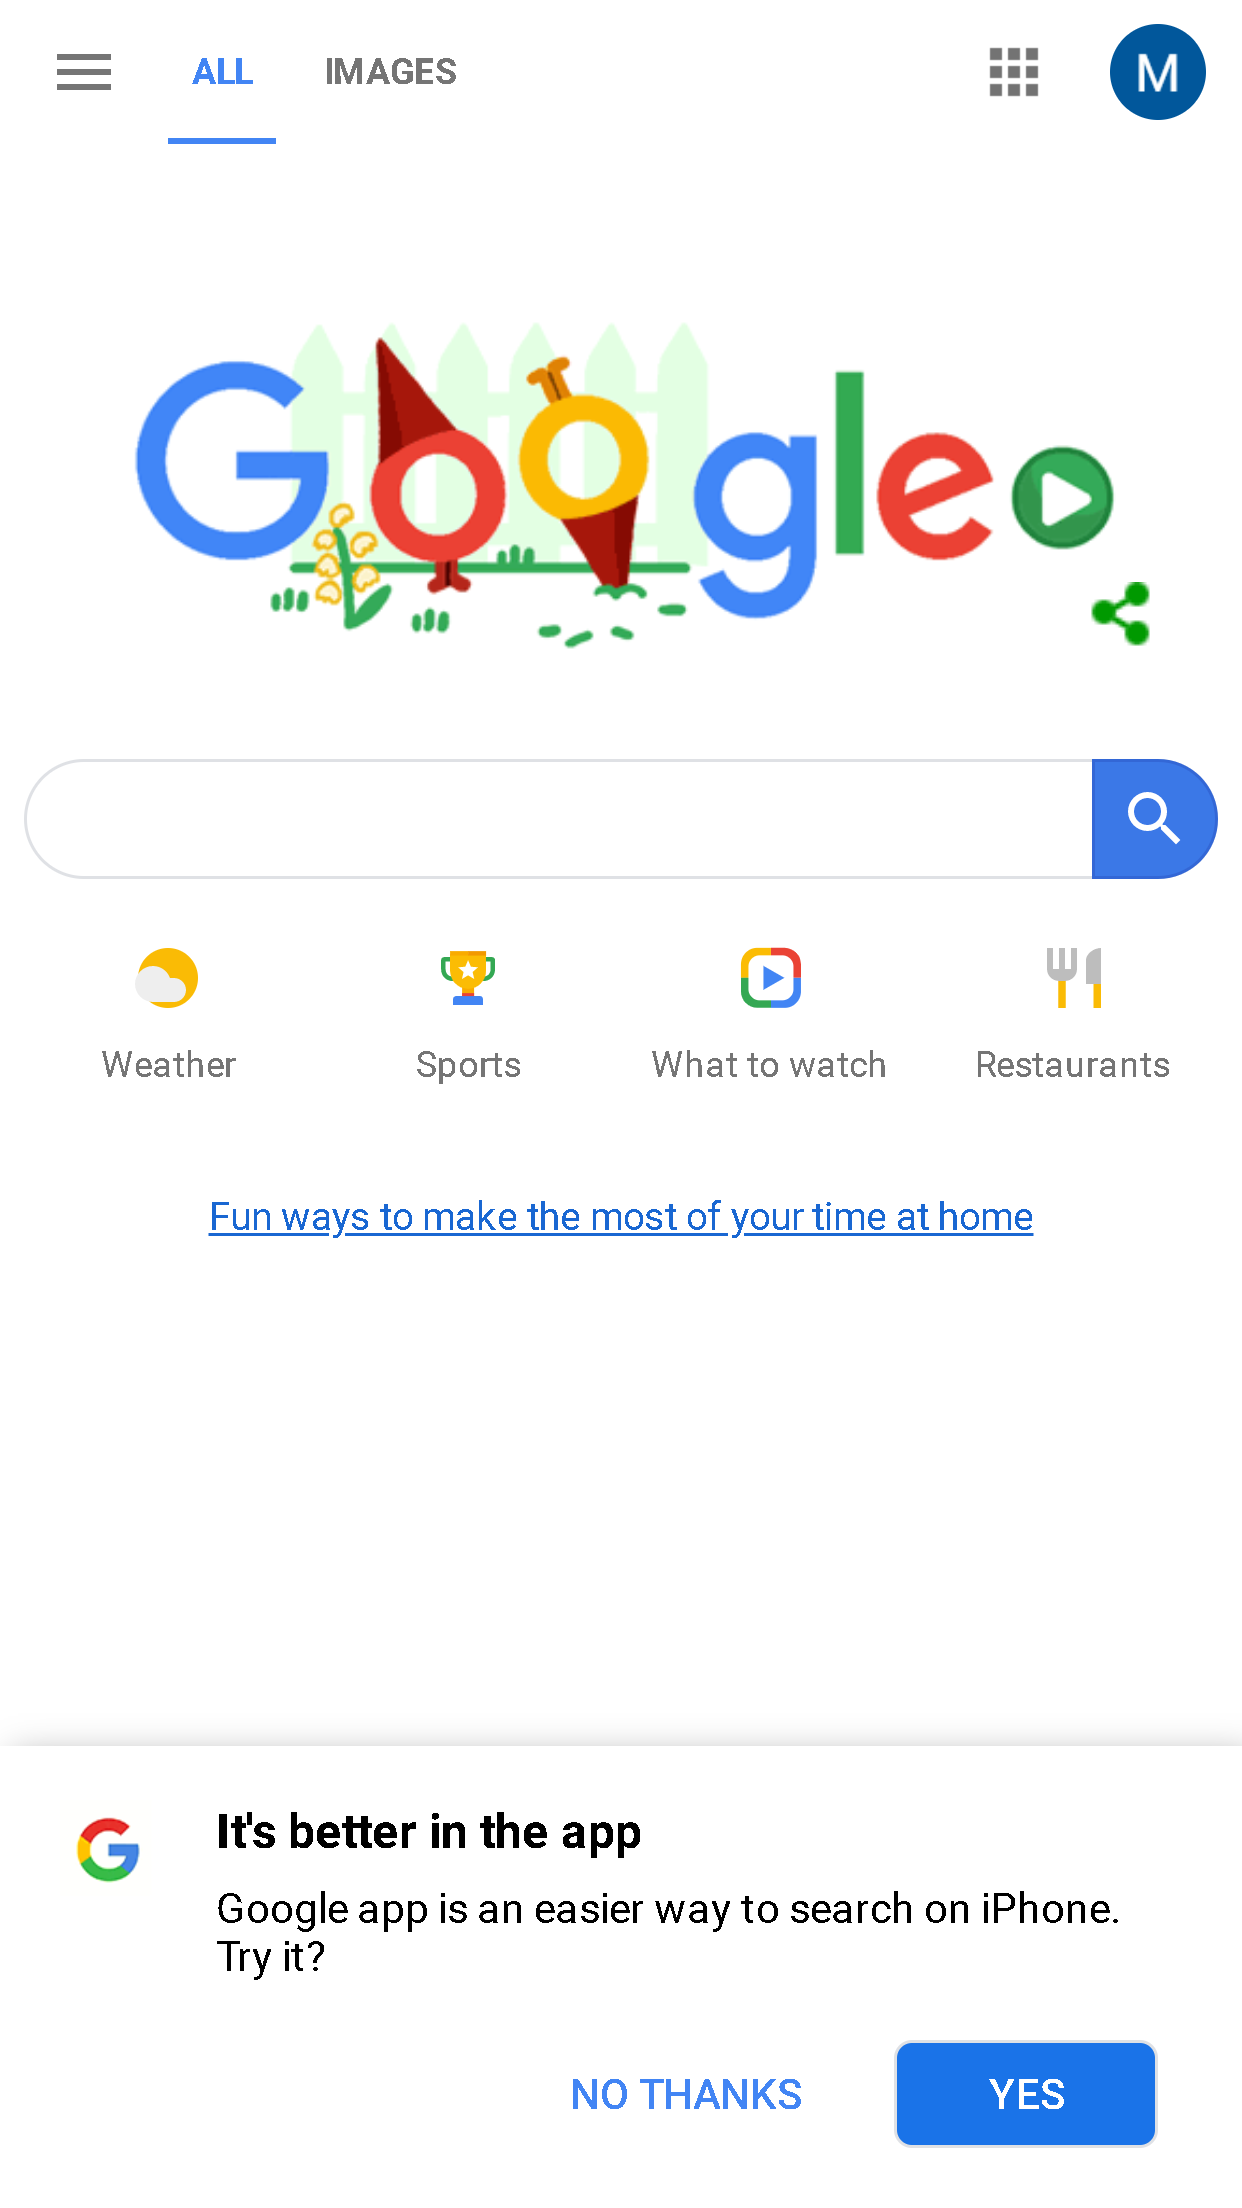 ALL IMAGES M
Google
Weather Sports What to watch Restaurants
Fun ways to make the most of your time at home
G
It's better in the app
Google app is an easier way to search on iPhone.
Try it?
NO THANKS YES